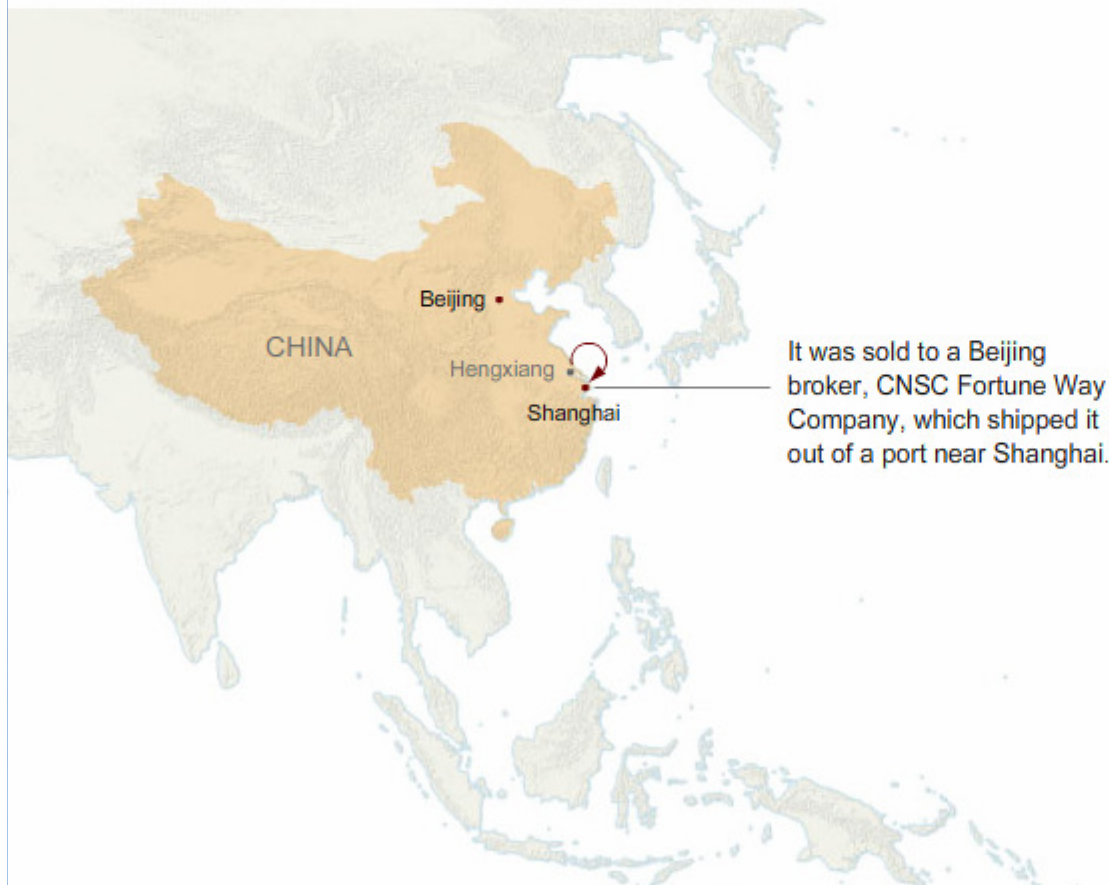 Beijing
CHINA
Hengxiang
Shanghai
It was sold to a Beijing
broker, CNSC Fortune Way
Company, which shipped it
out of a port near Shanghai.